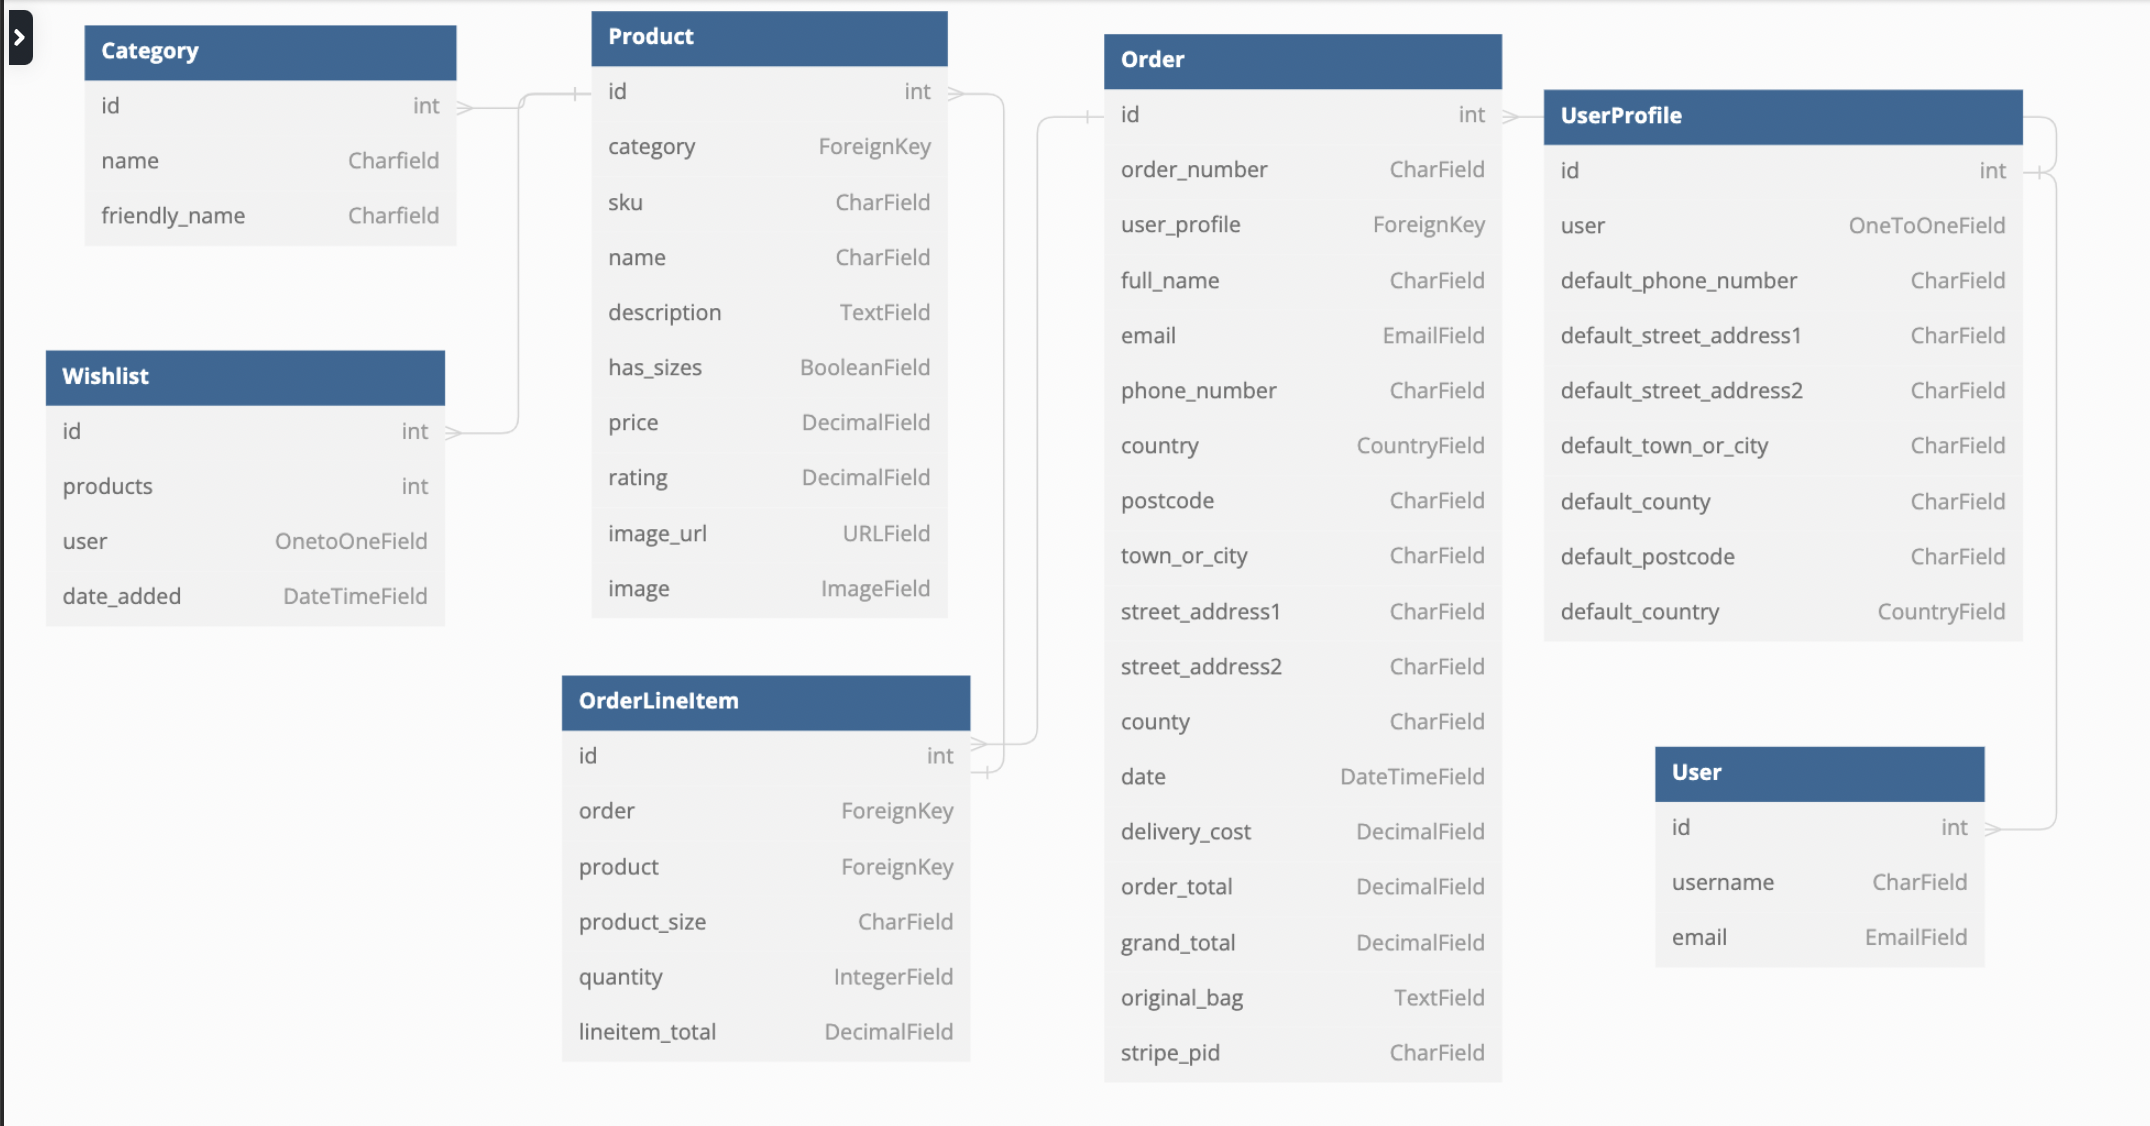 Category
id int
name Charfield
friendly_name Charfield
Wishlist
id int
products int
user OnetoOneField
date_added DateTimeField
Product
id int
category ForeignKey
sku CharField
name CharField
description TextField
has_sizes BooleanField
price DecimalField
rating DecimalField
image_url URLField
image ImageField
OrderLineItem
id int
order ForeignKey
product ForeignKey
product_size CharField
quantity IntegerField
lineitem_total DecimalField
Order
id int
order_number CharField
user_profile ForeignKey
full_name CharField
email EmailField
phone_number CharField
country CountryField
postcode CharField
town_or_city CharField
street_address1 CharField
street_address2 CharField
county CharField
date DateTimeField
delivery_cost DecimalField
order_total DecimalField
grand_total DecimalField
original_bag TextField
stripe_pid CharField
UserProfile
id int
user OneToOneField
default_phone_number CharField
default_street_address1 CharField
default_street_address2 CharField
default_town_or_city CharField
default_county CharField
default_postcode CharField
default_country CountryField
User
id int
username CharField
email EmailField